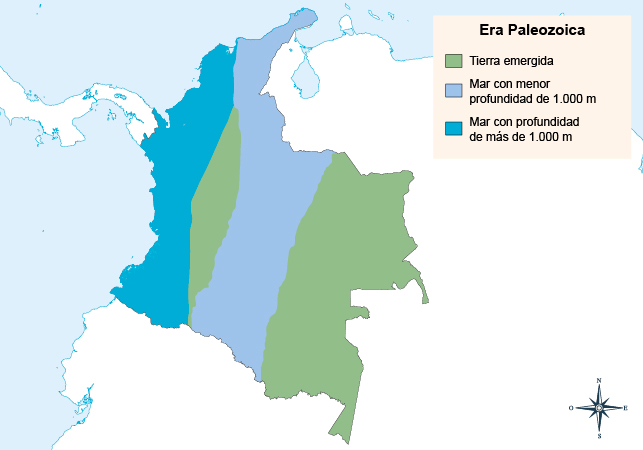 Era Paleozoica
Tierra emergida
Mar con menor
profundidad de 1.000 m
Mar con profundidad
de más de 1.000 m
N
O
E
S